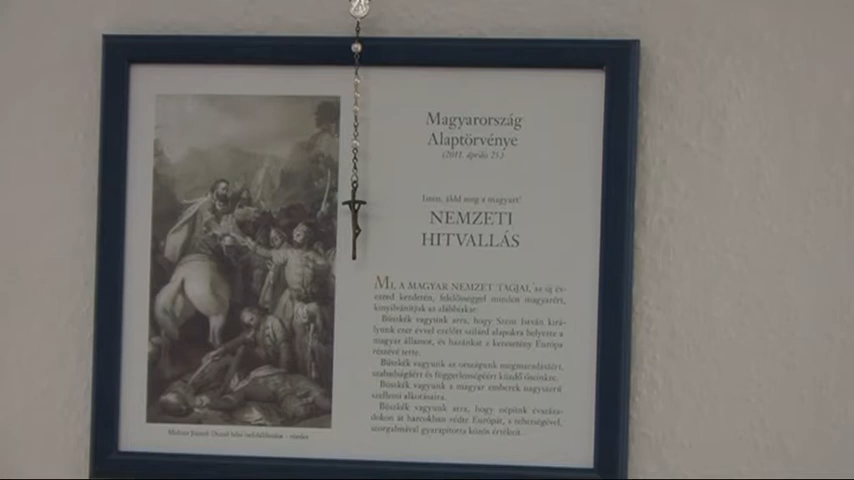 Magyarország
Alaptörvénye
(2011. április 25.)
Isten, áldd meg a magyart!
NEMZETI
HITVALLÁS
MI, A MAGYAR NEMZET TAGJAI, az új év-
ezred kezdetén, felelősséggel minden magyarért,
kinyilvánítjuk az alábbiakat:
Büszkék vagyunk arra, hogy Szent István kirá-
lyunk ezer évvel ezelőtt szilárd alapokra helyezte a
magyar államot, és hazánkat a keresztény Európa
részévé tette.
Büszkék vagyunk az országunk megmaradásáért,
szabadságáért és függetlenségéért küzdő őseinkre.
Büszkék vagyunk a magyar emberek nagyszerű
szellemi alkotásaira.
Büszkék vagyunk arra, hogy népünk évszáza-
dokon át harcokban védte Európát, s tehetségével,
szorgalmával gyarapította közös értékeit.
Molnár József: Dezső - részlet